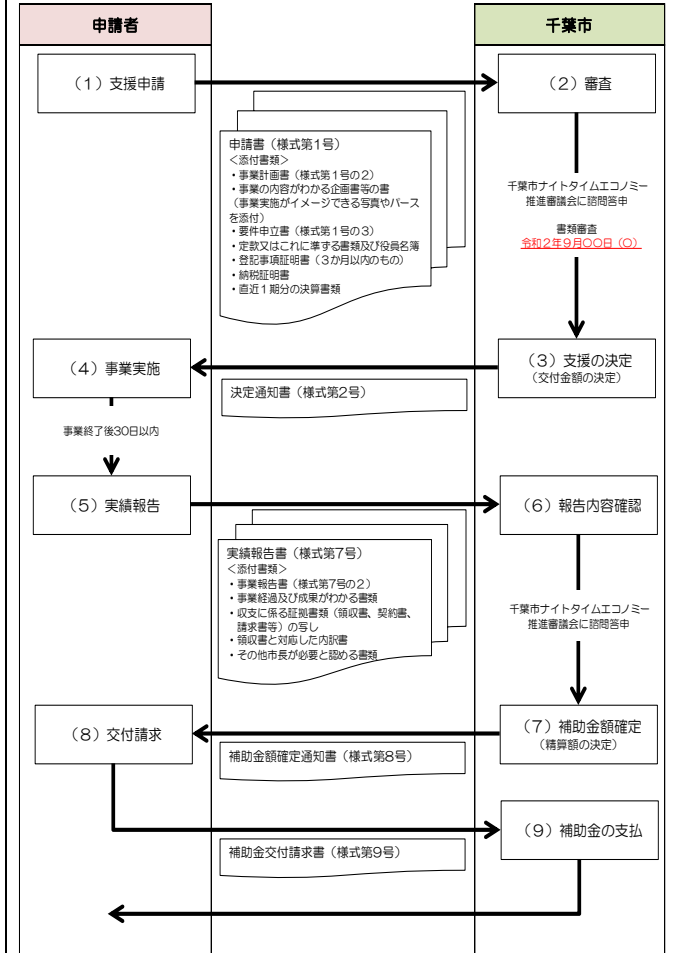 申請者
千葉市
（1）支援申請
（2）審査
申請書（様式第1号）
＜添付書類＞
・事業計画書（様式第1号の2）
・事業の内容がわかる企画書等の書
（事業実施がイメージできる写真やパース
を添付）
・要件申立書（様式第1号の3）
・定款又はこれに準ずる書類及び役員名簿
・登記事項証明書（3か月以内のもの）
・納税証明書
・直近1期分の決算書類
千葉市ナイトタイムエコノミー
推進審議会に諮問答申
書類審査
令和2年9月〇〇日（〇）
（3）支援の決定
（交付金額の決定）
（4）事業実施
決定通知書（様式第2号）
事業終了後30日以内
（5）実績報告
（6）報告内容確認
実績報告書（様式第7号）
＜添付書類＞
・事業報告書（様式第7号の2）
・事業経過及び成果がわかる書類
・収支に係る証拠書類（領収書、契約書、
請求書等）の写し
・領収書と対応した内訳書
・その他市長が必要と認める書類
千葉市ナイトタイムエコノミー
推進審議会に諮問答申
（7）補助金額確定
（精算額の決定）
（8）交付請求
補助金額確定通知書（様式第8号）
（9）補助金の支払
補助金交付請求書（様式第9号）